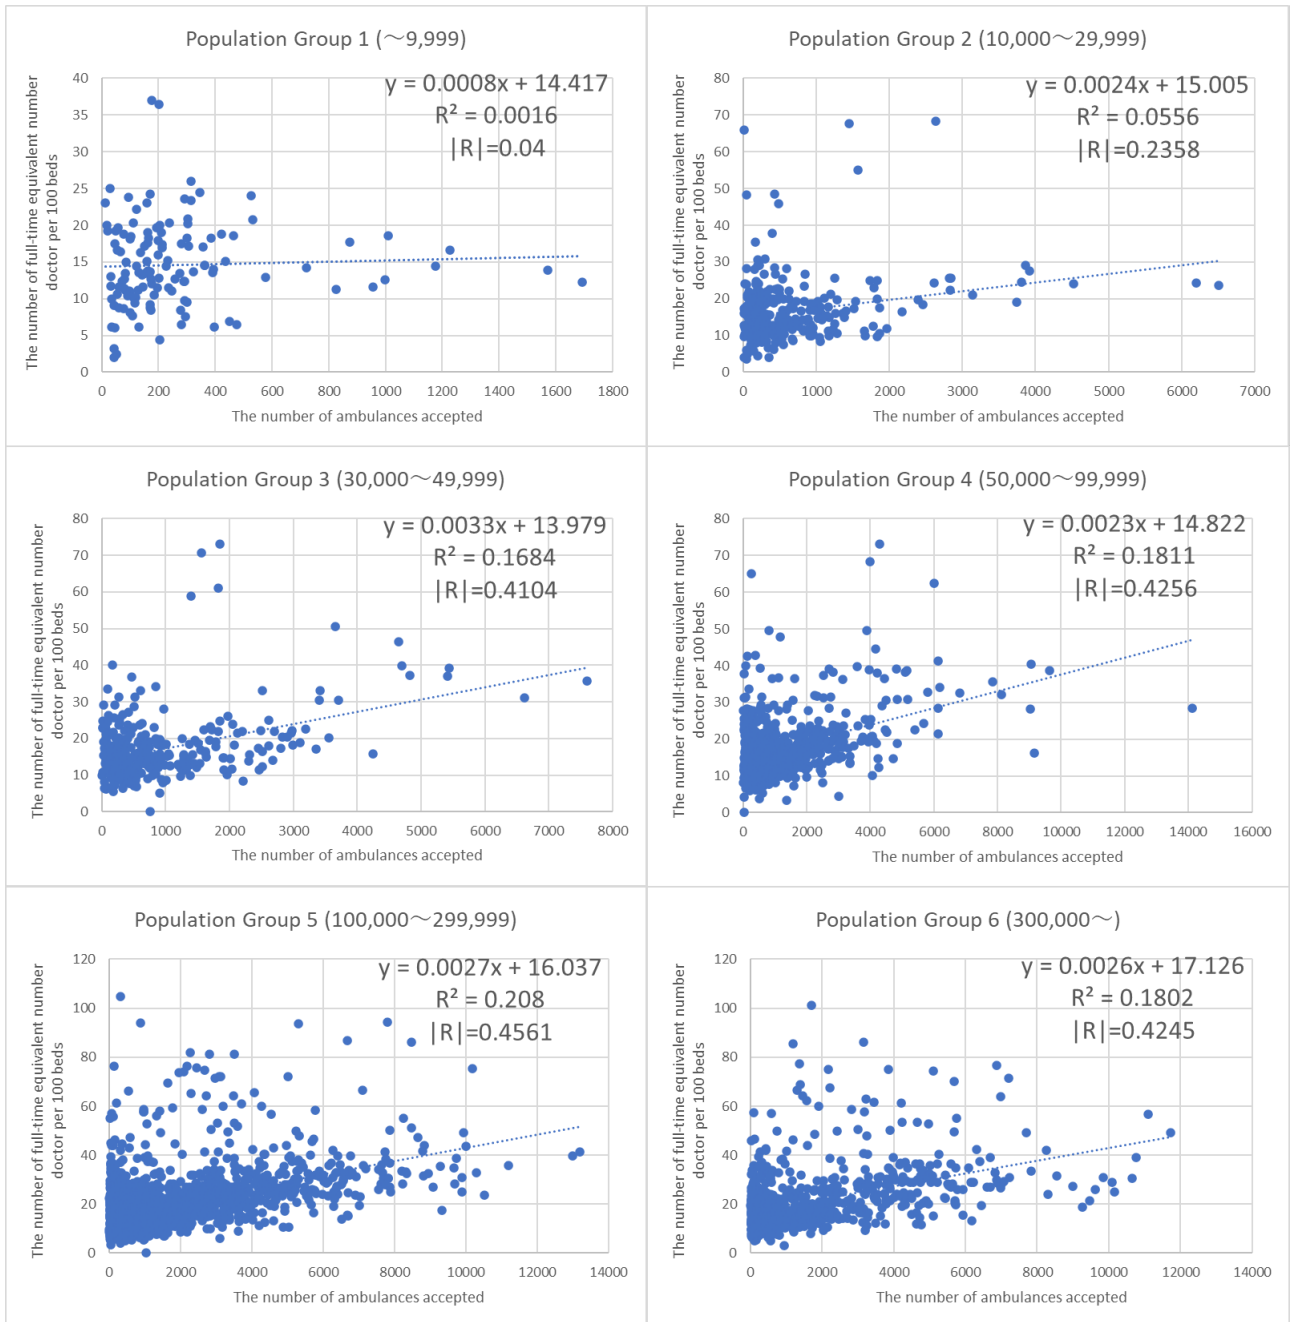 Population Group 1 (～9,999)
y = 0.0008x + 14.417
R² = 0.0016
|R|=0.04
The number of full-time equivalent number
doctor per 100 beds
40
35
30
25
20
15
10
5
0
0 200 400 600 800 1000 1200 1400 1600 1800
The number of ambulances accepted
Population Group 2 (10,000～29,999)
y = 0.0024x + 15.005
R² = 0.0556
|R|=0.2358
The number of full-time equivalent number
doctor per 100 beds
80
70
60
50
40
30
20
10
0
0 1000 2000 3000 4000 5000 6000 7000
The number of ambulances accepted
Population Group 3 (30,000～49,999)
y = 0.0033x + 13.979
R² = 0.1684
|R|=0.4104
The number of full-time equivalent number
doctor per 100 beds
80
70
60
50
40
30
20
10
0
0 1000 2000 3000 4000 5000 6000 7000 8000
The number of ambulances accepted
Population Group 4 (50,000～99,999)
y = 0.0023x + 14.822
R² = 0.1811
|R|=0.4256
The number of full-time equivalent number
doctor per 100 beds
80
70
60
50
40
30
20
10
0
0 2000 4000 6000 8000 10000 12000 14000 16000
The number of ambulances accepted
Population Group 5 (100,000～299,999)
y = 0.0027x + 16.037
R² = 0.208
|R|=0.4561
The number of full-time equivalent number
doctor per 100 beds
120
100
80
60
40
20
0
0 2000 4000 6000 8000 10000 12000 14000
The number of ambulances accepted
Population Group 6 (300,000～)
y = 0.0026x + 17.126
R² = 0.1802
|R|=0.4245
The number of full-time equivalent number
doctor per 100 beds
120
100
80
60
40
20
0
0 2000 4000 6000 8000 10000 12000 14000
The number of ambulances accepted